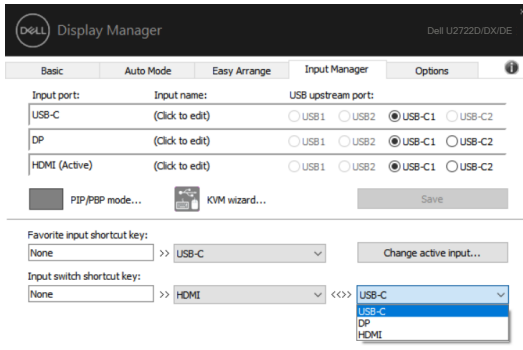 DELL Display Manager Dell U2722D/DX/DE
Basic Auto Mode Easy Arrange Input Manager Options
Input port: Input name: USB upstream port:
USB-C (Click to edit) USB1 USB2 USB-C1 USB-C2
DP (Click to edit) USB1 USB2 USB-C1 USB-C2
HDMI (Active) (Click to edit) USB1 USB2 USB-C1 USB-C2
PIP/PBP mode... KVM wizard... Save
Favorite input shortcut key:
None >> USB-C Change active input...
Input switch shortcut key:
None >> HDMI <<>> USB-C
USB-C
DP
HDMI